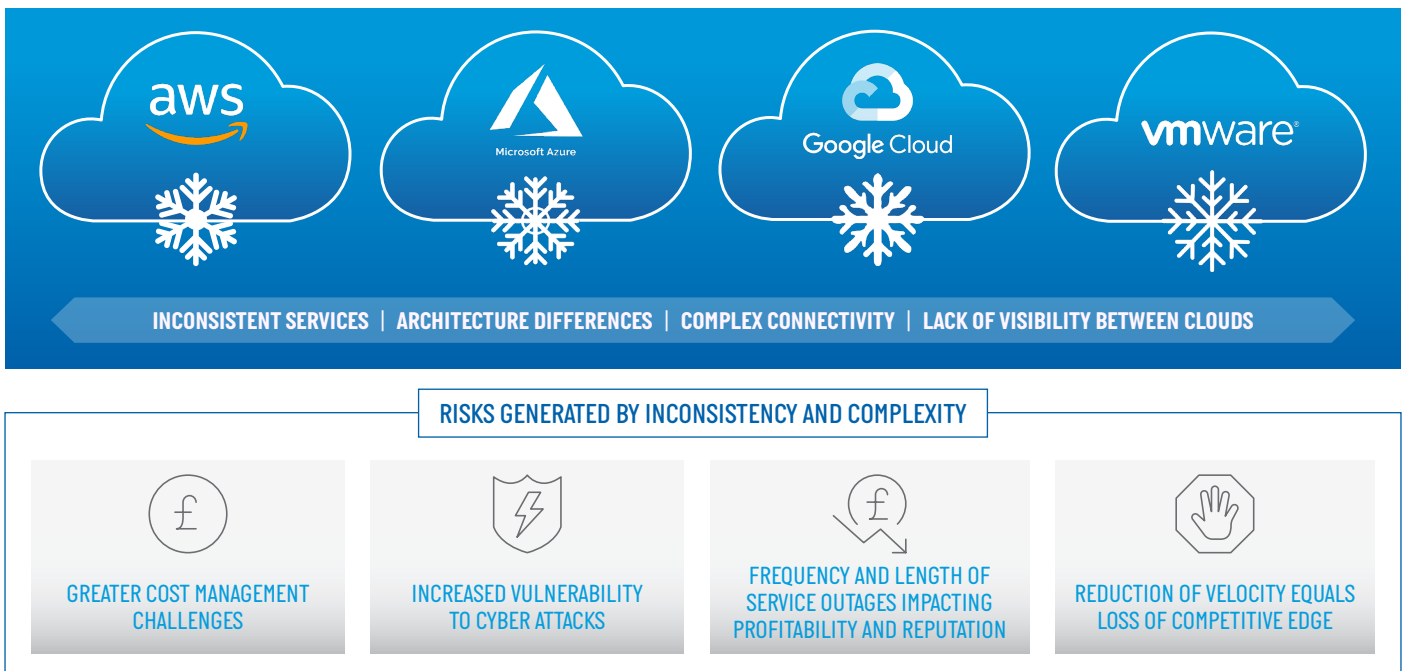 aws
Microsoft Azure
Google Cloud
vmware®
INCONSISTENT SERVICES | ARCHITECTURE DIFFERENCES | COMPLEX CONNECTIVITY | LACK OF VISIBILITY BETWEEN CLOUDS
RISKS GENERATED BY INCONSISTENCY AND COMPLEXITY
£
GREATER COST MANAGEMENT
CHALLENGES
INCREASED VULNERABILITY
TO CYBER ATTACKS
£
FREQUENCY AND LENGTH OF
SERVICE OUTAGES IMPACTING
PROFITABILITY AND REPUTATION
REDUCTION OF VELOCITY EQUALS
LOSS OF COMPETITIVE EDGE